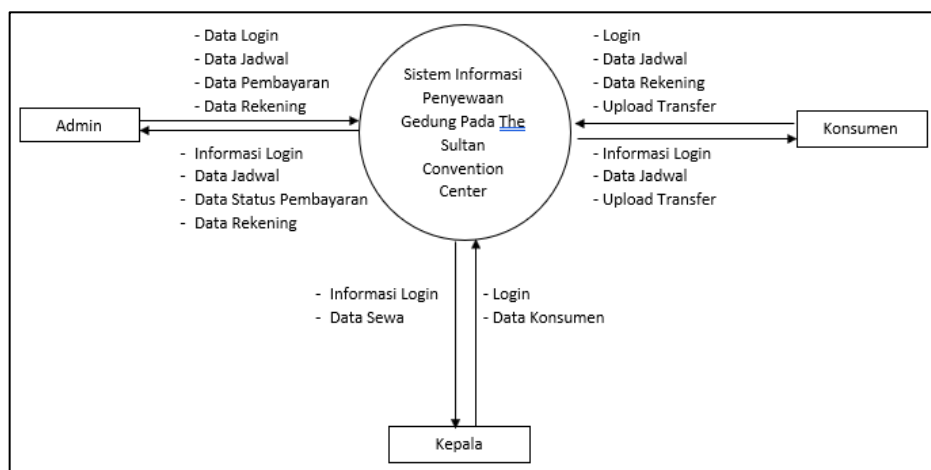 - Data Login
- Data Jadwal
- Data Pembayaran
- Data Rekening
Admin
- Informasi Login
- Data Jadwal
- Data Status Pembayaran
- Data Rekening
Sistem Informasi
Penyewaan
Gedung Pada The
Sultan
Convention
Center
- Login
- Data Jadwal
- Data Rekening
- Upload Transfer
Konsumen
- Informasi Login
- Data Jadwal
- Upload Transfer
- Informasi Login
- Data Sewa
- Login
- Data Konsumen
Kepala